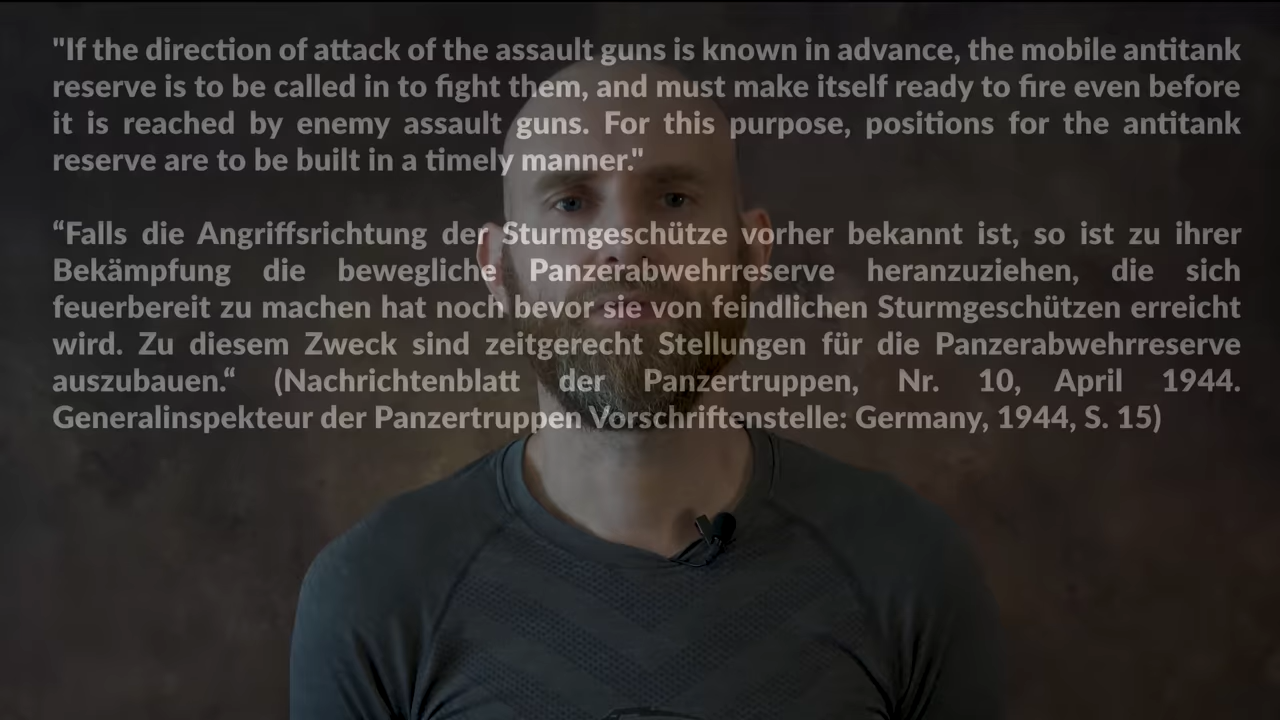 "If the direction of attack of the assault guns is known in advance, the mobile antitank
reserve is to be called in to fight them, and must make itself ready to fire even before
it is reached by enemy assault guns. For this purpose, positions for the antitank
reserve are to be built in a timely manner."
“Falls die Angriffsrichtung der Sturmgeschütze vorher bekannt ist, so ist zu ihrer
Bekämpfung die bewegliche Panzerabwehrreserve heranzuziehen, die sich
feuerbereit zu machen hat noch bevor sie von feindlichen Sturmgeschützen erreicht
wird. Zu diesem Zweck sind zeitgerecht Stellungen für die Panzerabwehrreserve
auszubauen.“ (Nachrichtenblatt der Panzertruppen, Nr. 10, April 1944.
Generalinspekteur der Panzertruppen Vorschriftenstelle: Germany, 1944, S. 15)